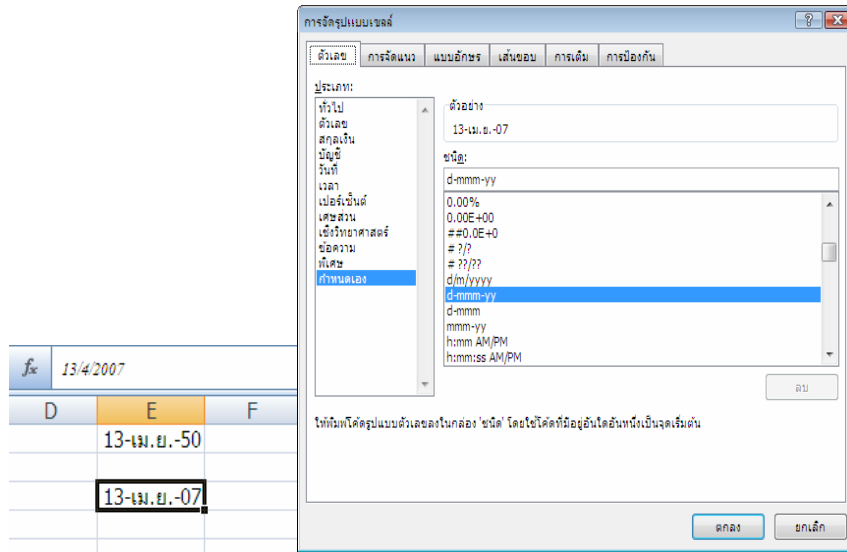 การจัดรูปแบบเซลล์
ตัวเลข การจัดแนว แบบอักษร เส้นขอบ การเติม การป้องกัน
ประเภท:
ทั่วไป
ตัวเลข
สกุลเงิน
บัญชี
วันที่
เวลา
เปอร์เซ็นต์
เศษส่วน
เชิงวิทยาศาสตร์
ข้อความ
พิเศษ
กำหนดเอง
ตัวอย่าง
13-เม.ย.-07
ชนิด:
d-mmm-yy
0.00%
0.00E+00
##0.0E+0
# ?/?
# ??/??
d/m/yyyy
d-mmm-yy
d-mmm
mmm-yy
h:mm AM/PM
h:mm:ss AM/PM
ลบ
ให้พิมพ์โค้ดรูปแบบตัวเลขลงในกล่อง 'ชนิด' โดยใช้โค้ดที่มีอยู่อันใดอันหนึ่งเป็นจุดเริ่มต้น
ตกลง ยกเลิก
fx 13/4/2007
D E F
13-เม.ย.-50
13-เม.ย.-07